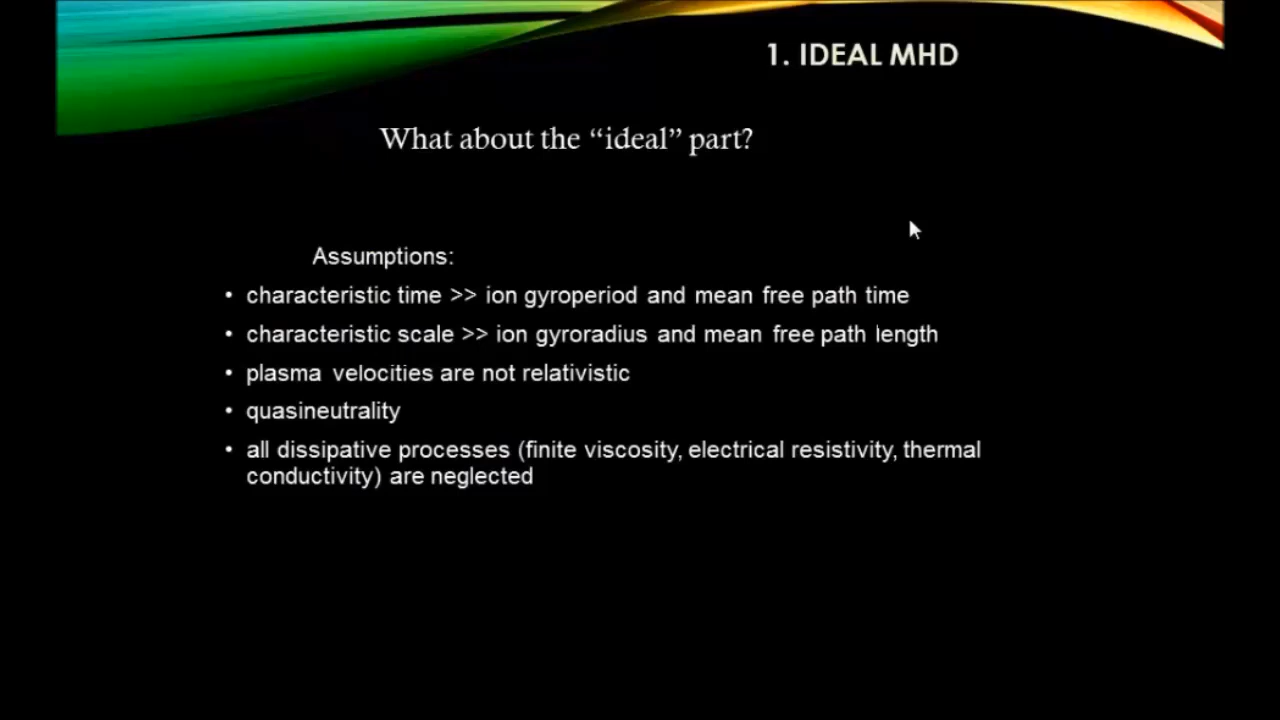 1. IDEAL MHD
What about the “ideal” part?
Assumptions:
• characteristic time >> ion gyroperiod and mean free path time
• characteristic scale >> ion gyroradius and mean free path length
• plasma velocities are not relativistic
• quasineutrality
• all dissipative processes (finite viscosity, electrical resistivity, thermal
conductivity) are neglected